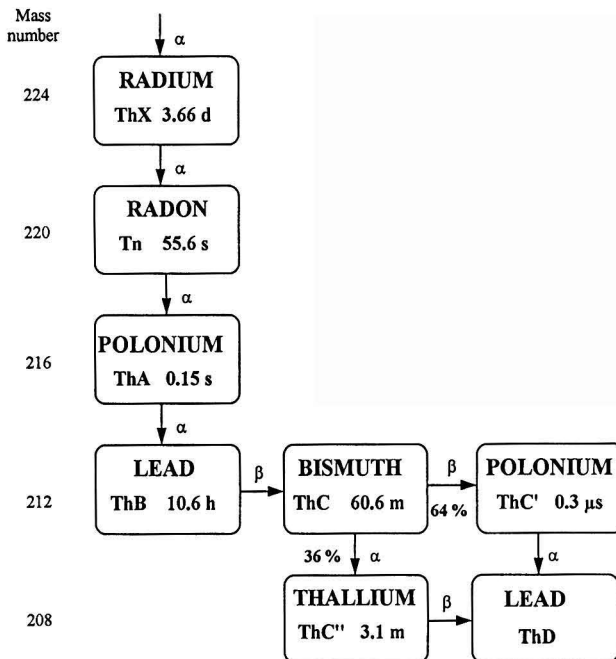 Mass
number
α
224
RADIUM
ThX 3.66 d
α
220
RADON
Tn 55.6 s
α
216
POLONIUM
ThA 0.15 s
α
212
LEAD
ThB 10.6 h
β
BISMUTH
ThC 60.6 m
β
64 %
POLONIUM
ThC' 0.3 μs
36 %
α
α
208
THALLIUM
ThC" 3.1 m
β
LEAD
ThD